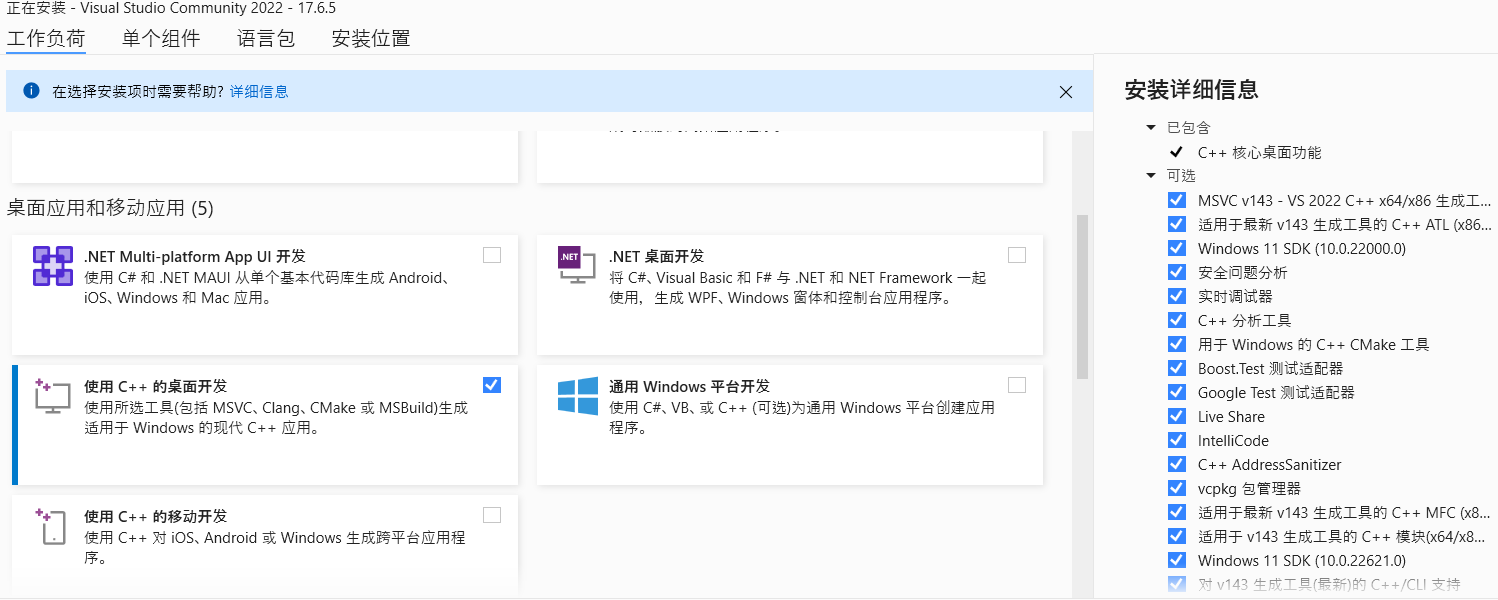 正在安装 - Visual Studio Community 2022 - 17.6.5
工作负荷 单个组件 语言包 安装位置
在选择安装项时需要帮助? 详细信息
桌面应用和移动应用 (5)
.NET Multi-platform App UI 开发
使用 C# 和 .NET MAUI 从单个基本代码库生成 Android、
iOS、Windows 和 Mac 应用。
.NET
.NET 桌面开发
将 C#、Visual Basic 和 F# 与 .NET 和 NET Framework 一起
使用，生成 WPF、Windows 窗体和控制台应用程序。
使用 C++ 的桌面开发
使用所选工具(包括 MSVC、Clang、CMake 或 MSBuild)生成
适用于 Windows 的现代 C++ 应用。
通用 Windows 平台开发
使用 C#、VB、或 C++ (可选)为通用 Windows 平台创建应用
程序。
使用 C++ 的移动开发
使用 C++ 对 iOS、Android 或 Windows 生成跨平台应用程
序。
安装详细信息
已包含
C++ 核心桌面功能
可选
MSVC v143 - VS 2022 C++ x64/x86 生成工...
适用于最新 v143 生成工具的 C++ ATL (x86...
Windows 11 SDK (10.0.22000.0)
安全问题分析
实时调试器
C++ 分析工具
用于 Windows 的 C++ CMake 工具
Boost.Test 测试适配器
Google Test 测试适配器
Live Share
IntelliCode
C++ AddressSanitizer
vcpkg 包管理器
适用于最新 v143 生成工具的 C++ MFC (x8...
适用于 v143 生成工具的 C++ 模块(x64/x8...
Windows 11 SDK (10.0.22621.0)
对 v143 生成工具(最新)的 C++/CLI 支持